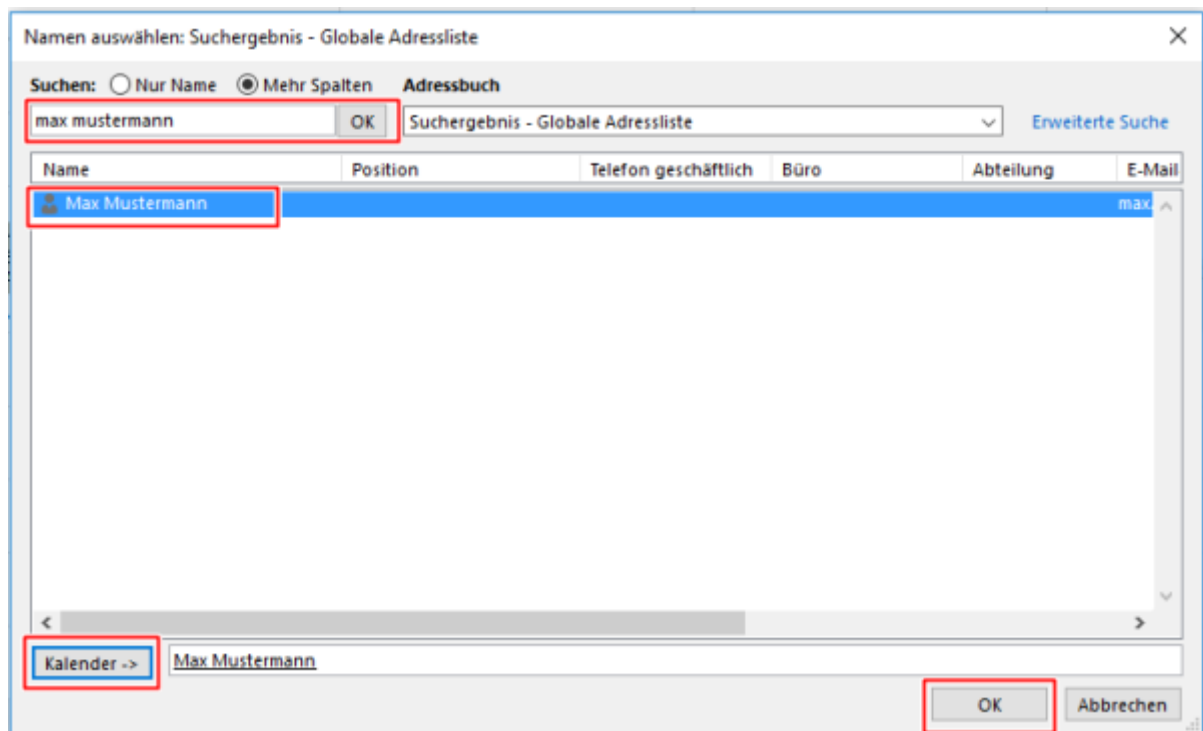 Namen auswählen: Suchergebnis - Globale Adressliste
Suchen: Nur Name Mehr Spalten Adressbuch
max mustermann OK Suchergebnis - Globale Adressliste Erweiterte Suche
Name Position Telefon geschäftlich Büro Abteilung E-Mail
Max Mustermann max.
Kalender -> Max Mustermann
OK Abbrechen